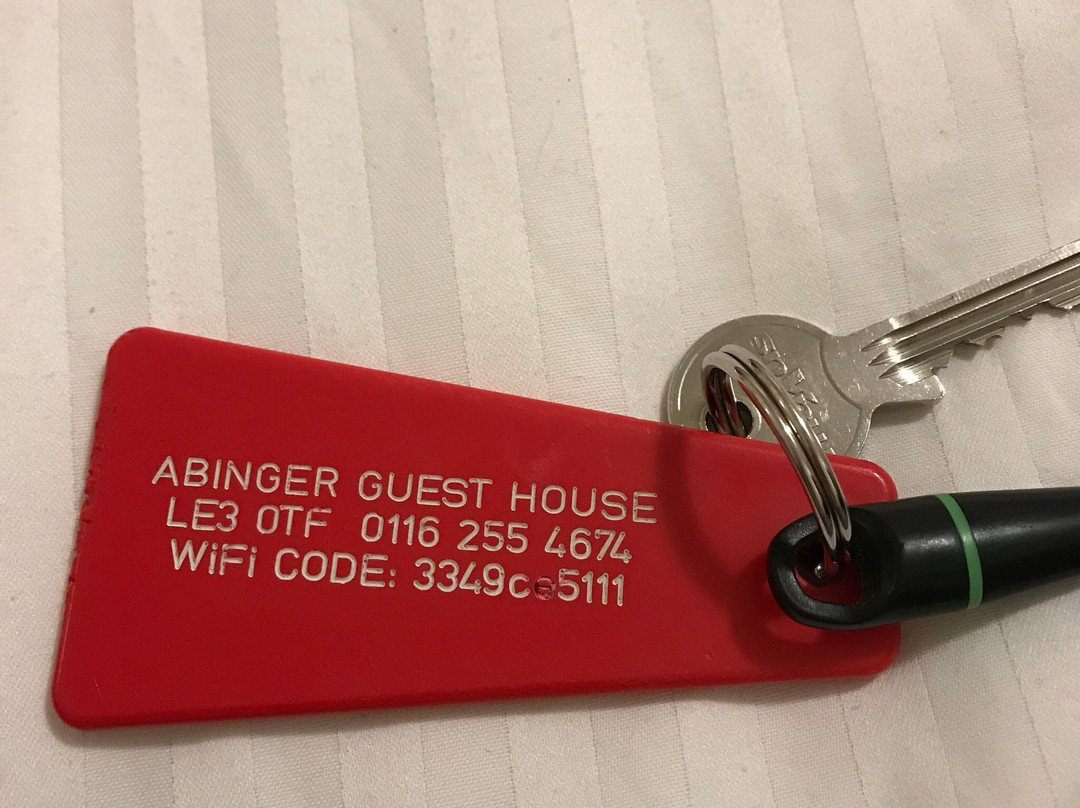 ABINGER GUEST HOUSE
LE3 0TF 0116 255 4674
WiFi CODE: